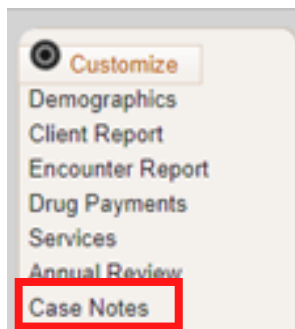 Customize
Demographics
Client Report
Encounter Report
Drug Payments
Services
Annual Review
Case Notes